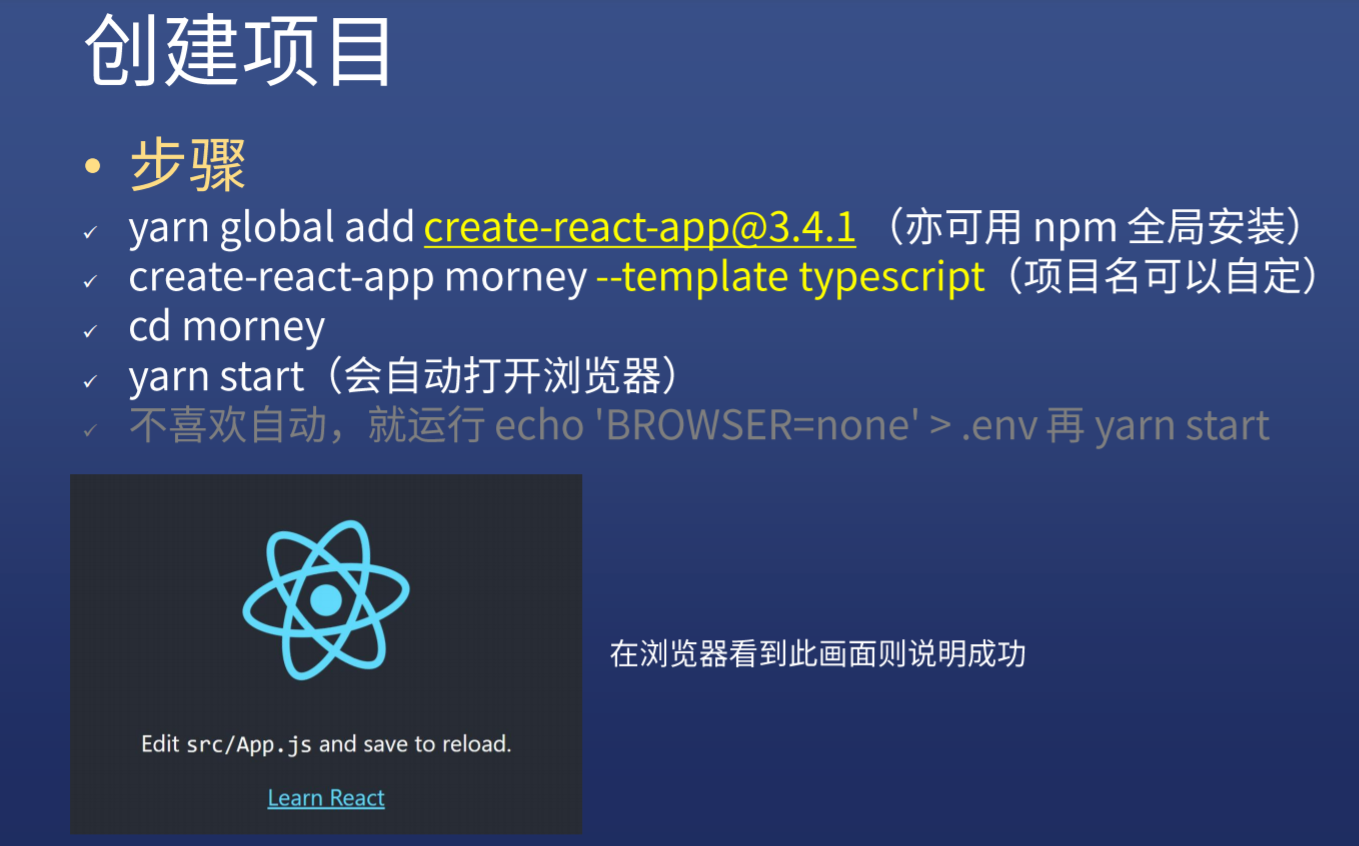 创建项目
• 步骤
✓ yarn global add create-react-app@3.4.1 （亦可用 npm 全局安装）
✓ create-react-app morney --template typescript（项目名可以自定）
✓ cd morney
✓ yarn start（会自动打开浏览器）
✓ 不喜欢自动，就运行 echo 'BROWSER=none' > .env 再 yarn start
在浏览器看到此画面则说明成功
Edit src/App.js and save to reload.
Learn React